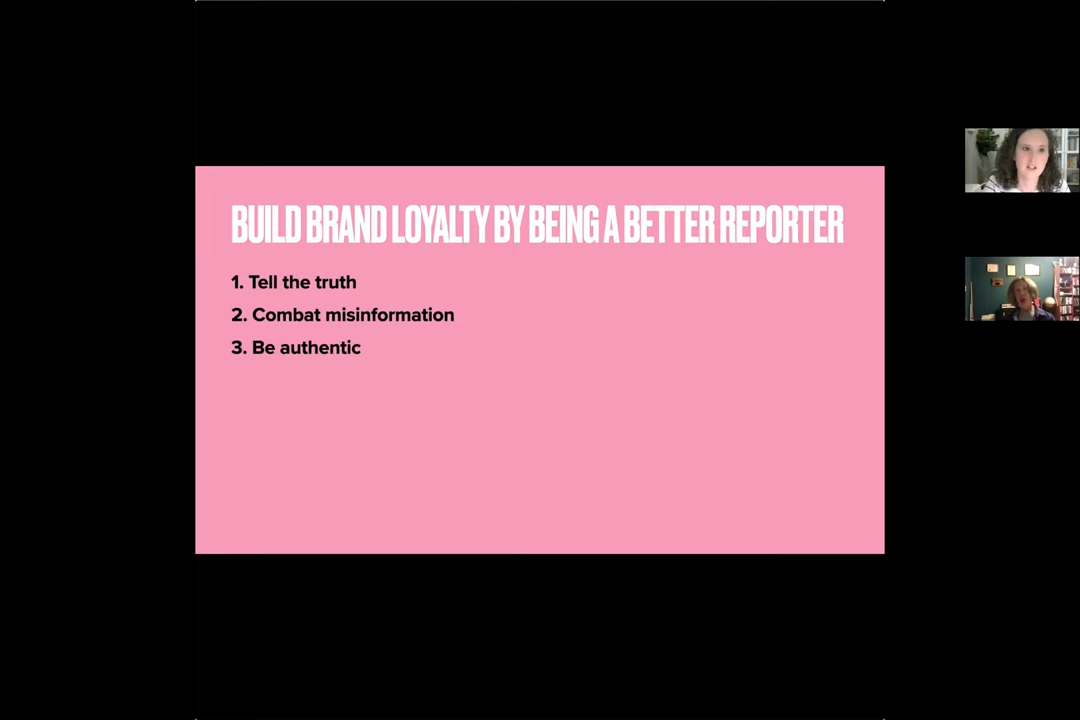 BUILD BRAND LOYALTY BY BEING A BETTER REPORTER
1. Tell the truth
2. Combat misinformation
3. Be authentic